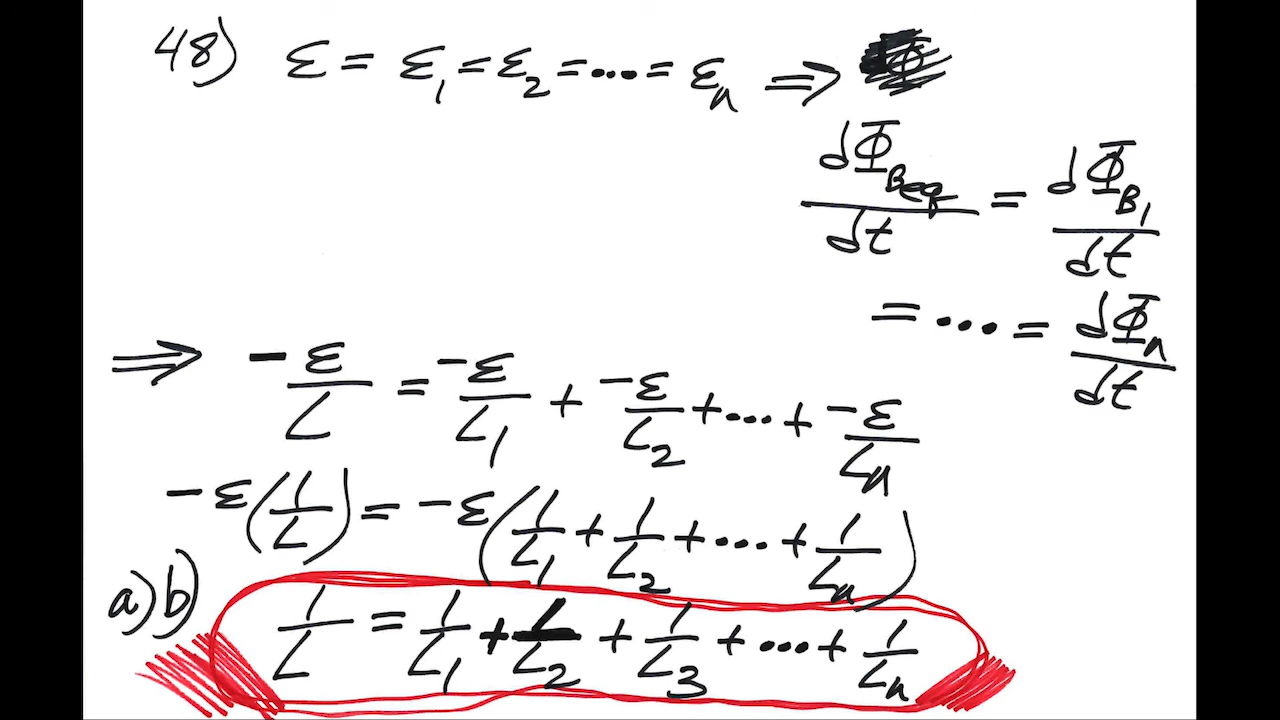 48) ε = ε₁ = ε₂ = ... = εₙ ⇒
dΦ_Beq/dt = dΦ_B₁/dt
= ... = dΦₙ/dt
⇒ -ε/L = -ε/L₁ + -ε/L₂ + ... + -ε/Lₙ
-ε(1/L) = -ε(1/L₁ + 1/L₂ + ... + 1/Lₙ)
a) b) 1/L = 1/L₁ + 1/L₂ + 1/L₃ + ... + 1/Lₙ